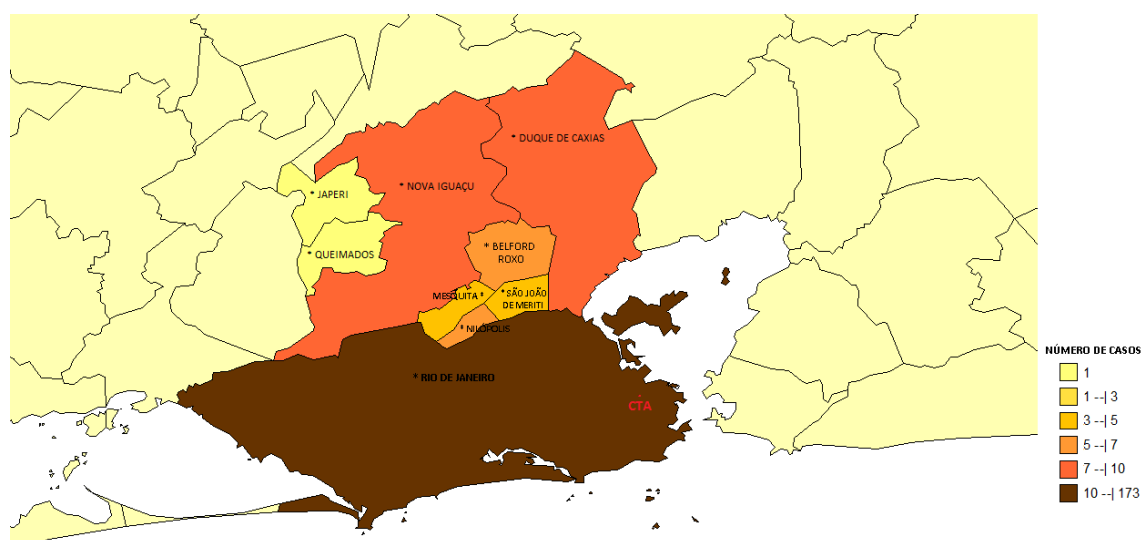 * DUQUE DE CAXIAS
* JAPERI
* NOVA IGUAÇU
* QUEIMADOS
* BELFORD
ROXO
MESQUITA *
* SÃO JOÃO
DE MERITI
* NILÓPOLIS
* RIO DE JANEIRO
CTA
NÚMERO DE CASOS
1
1 --| 3
3 --| 5
5 --| 7
7 --| 10
10 --| 173